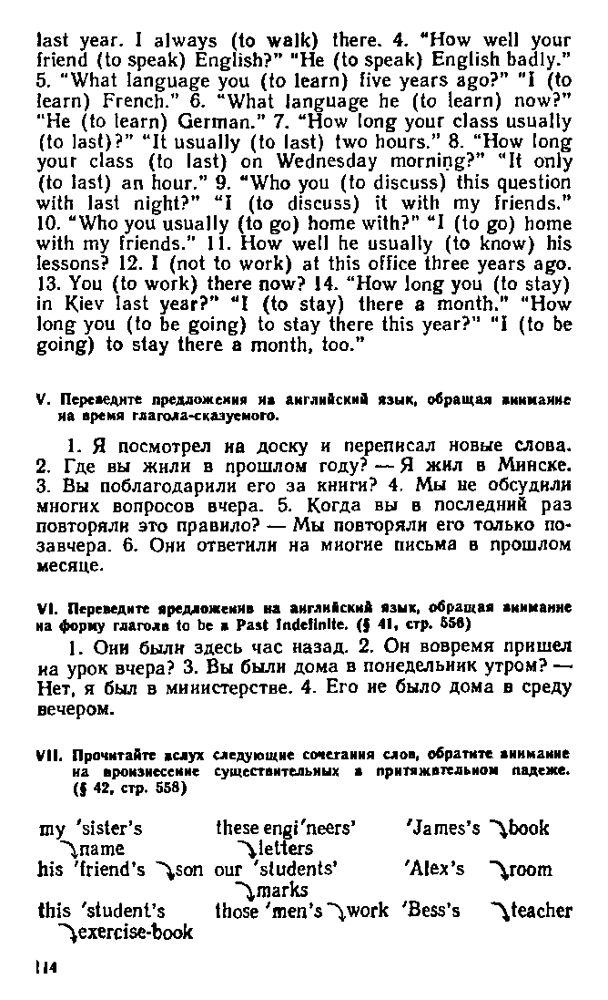 last year. I always (to walk) there. 4. “How well your
friend (to speak) English?” “He (to speak) English badly.”
5. “What language you (to learn) five years ago?” “I (to
learn) French.” 6. “What language he (to learn) now?”
“He (to learn) German.” 7. “How long your class usually
(to last)?” “It usually (to last) two hours.” 8. “How long
your class (to last) on Wednesday morning?” “It only
(to last) an hour.” 9. “Who you (to discuss) this question
with last night?” “I (to discuss) it with my friends.”
10. “Who you usually (to go) home with?” “I (to go) home
with my friends.” 11. How well he usually (to know) his
lessons? 12. I (not to work) at this office three years ago.
13. You (to work) there now? 14. “How long you (to stay)
in Kiev last year?” “I (to stay) there a month.” “How
long you (to be going) to stay there this year?” “I (to be
going) to stay there a month, too.”
V. Переведите предложения на английский язык, обращая внимание
на время глагола-сказуемого.
1. Я посмотрел на доску и переписал новые слова.
2. Где вы жили в прошлом году? — Я жил в Минске.
3. Вы поблагодарили его за книги? 4. Мы не обсудили
многих вопросов вчера. 5. Когда вы в последний раз
повторяли это правило? — Мы повторяли его только по-
завчера. 6. Они ответили на многие письма в прошлом
месяце.
VI. Переведите предложения на английский язык, обращая внимание
на форму глагола to be в Past Indefinite. (§ 41, стр. 556)
1. Они были здесь час назад. 2. Он вовремя пришел
на урок вчера? 3. Вы были дома в понедельник утром? —
Нет, я был в министерстве. 4. Его не было дома в среду
вечером.
VII. Прочитайте вслух следующие сочетания слов, обратите внимание
на произнесение существительных в притяжательном падеже.
(§ 42, стр. 558)
my ′sister’s these engi′neers’ ′James’s ⤵book
⤵name ⤵letters
his ′friend’s ⤵son our ′students’ ′Alex’s ⤵room
⤵marks
this ′student’s those ′men’s ⤵work ′Bess’s ⤵teacher
⤵exercise-book
114